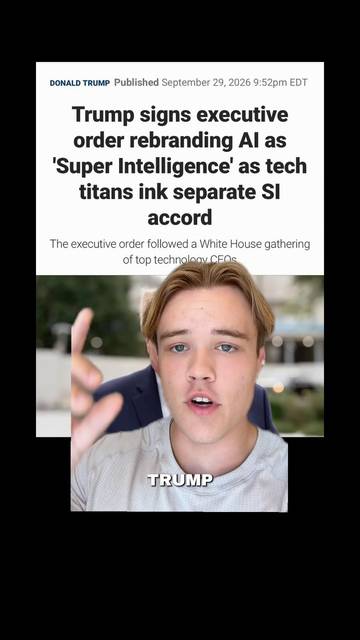 DONALD TRUMP Published September 29, 2026 9:52pm EDT
Trump signs executive
order rebranding AI as
'Super Intelligence' as tech
titans ink separate SI
accord
The executive order followed a White House gathering
of top technology CEOs
TRUMP